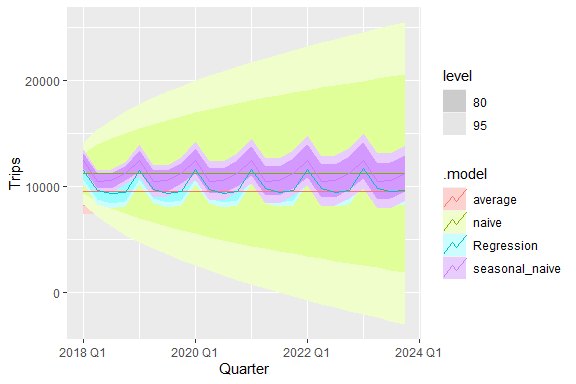 20000
10000
0
Trips
2018 Q1
2020 Q1
2022 Q1
2024 Q1
Quarter
level
80
95
.model
average
naive
Regression
seasonal_naive